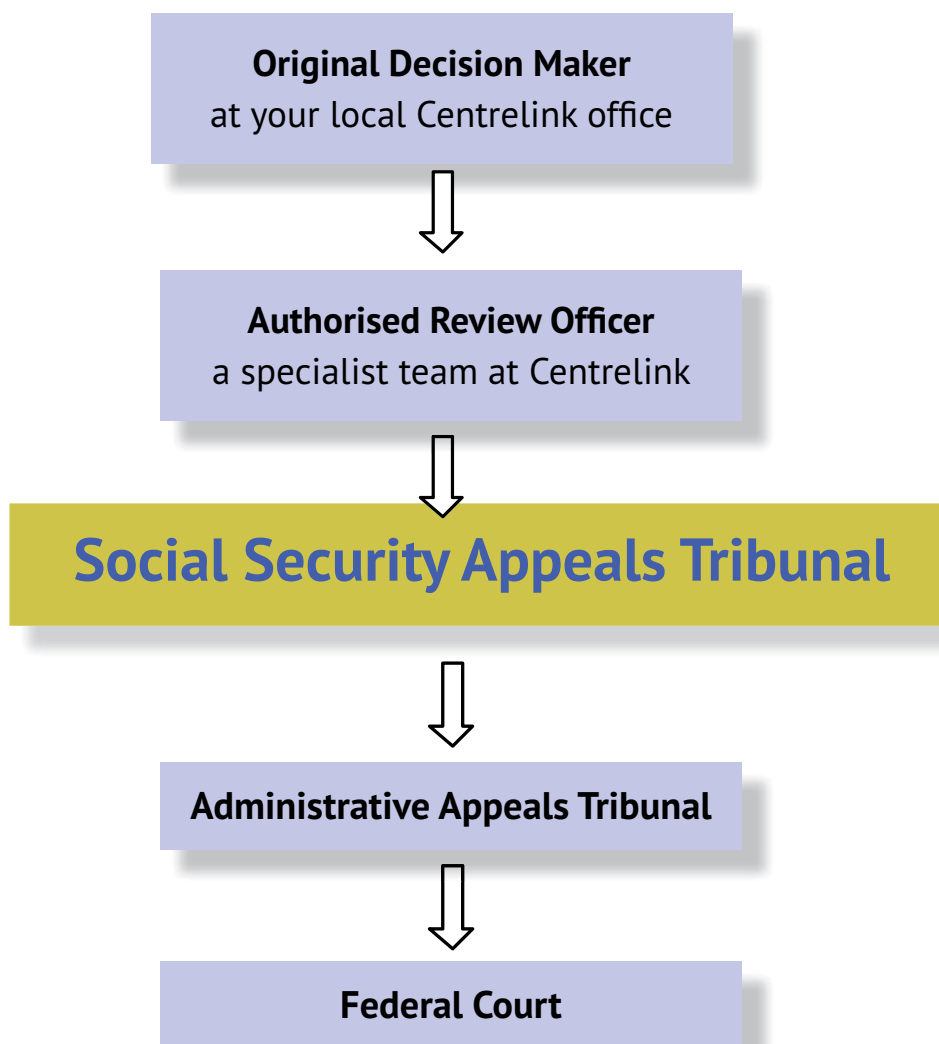 Original Decision Maker
at your local Centrelink office
Authorised Review Officer
a specialist team at Centrelink
Social Security Appeals Tribunal
Administrative Appeals Tribunal
Federal Court